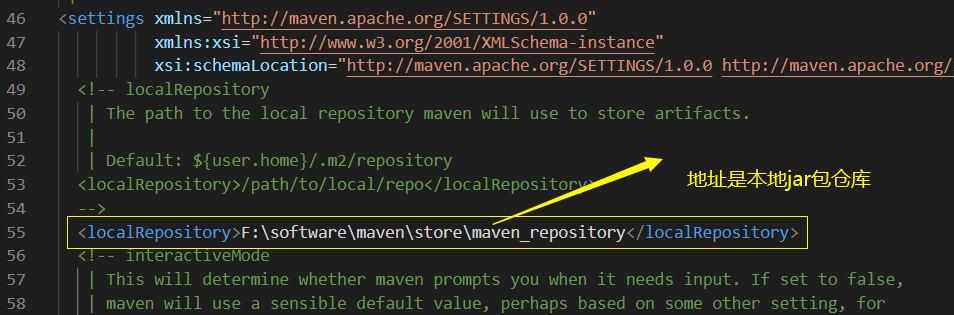 46 <settings xmlns="http://maven.apache.org/SETTINGS/1.0.0"
47 xmlns:xsi="http://www.w3.org/2001/XMLSchema-instance"
48 xsi:schemaLocation="http://maven.apache.org/SETTINGS/1.0.0 http://maven.apache.org/
49 <!-- localRepository
50 | The path to the local repository maven will use to store artifacts.
51 |
52 | Default: ${user.home}/.m2/repository
53 <localRepository>/path/to/local/repo</localRepository>
地址是本地jar包仓库
54 -->
55 <localRepository>F:\software\maven\store\maven_repository</localRepository>
56 <!-- interactiveMode
57 | This will determine whether maven prompts you when it needs input. If set to false,
58 | maven will use a sensible default value, perhaps based on some other setting, for